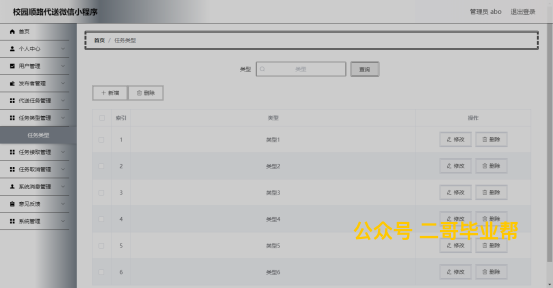 校园顺路代送微信小程序
管理员 abo 退出登录
首页
个人中心
用户管理
发布者管理
代送任务管理
任务类型管理
任务类型
任务接取管理
任务取消管理
系统消息管理
意见反馈
系统管理
首页 / 任务类型
类型 类型 查询
+ 新增 删除
索引 类型 操作
1 类型1 修改 删除
2 类型2 修改 删除
3 类型3 修改 删除
4 类型4 修改 删除
公众号 二哥毕业帮
5 类型5 修改 删除
6 类型6 修改 删除